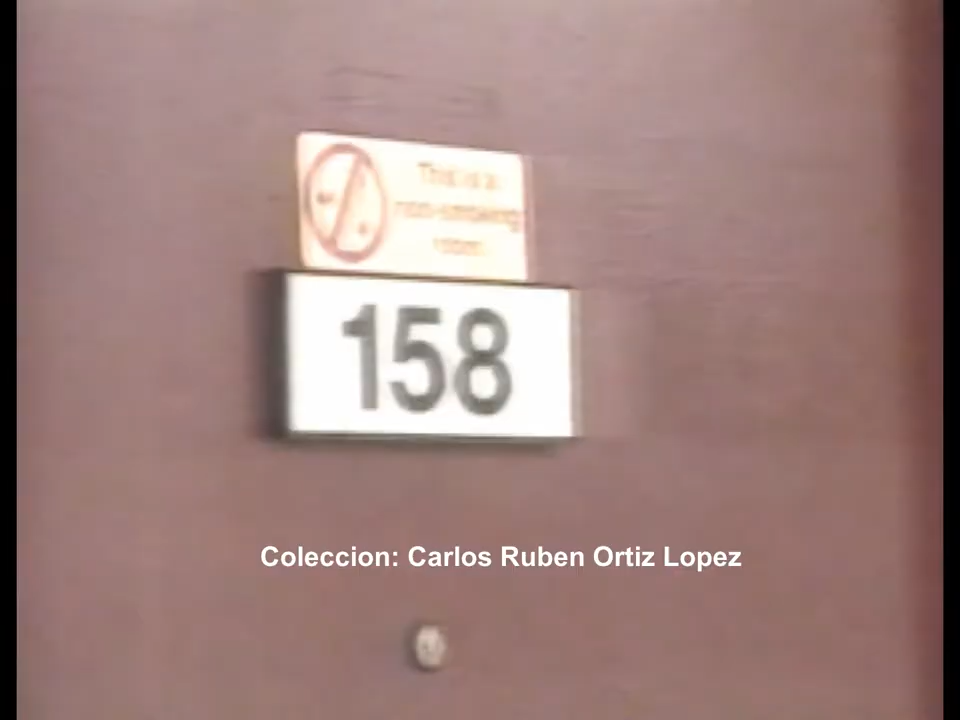 This is a
non-smoking
room.
158
Coleccion: Carlos Ruben Ortiz Lopez